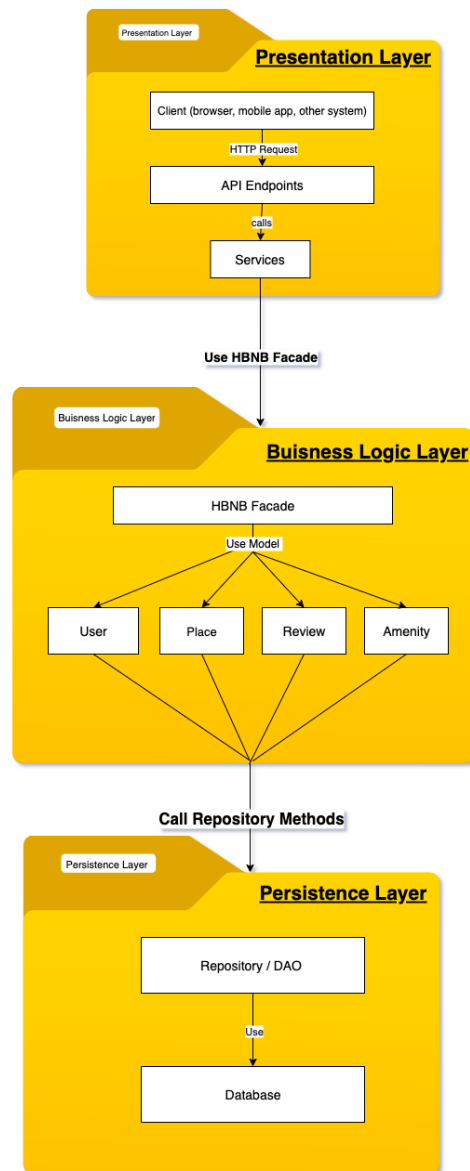 Presentation Layer
Presentation Layer
Client (browser, mobile app, other system)
HTTP Request
API Endpoints
calls
Services
Use HBNB Facade
Buisness Logic Layer
Buisness Logic Layer
HBNB Facade
Use Model
User
Place
Review
Amenity
Call Repository Methods
Persistence Layer
Persistence Layer
Repository / DAO
Use
Database